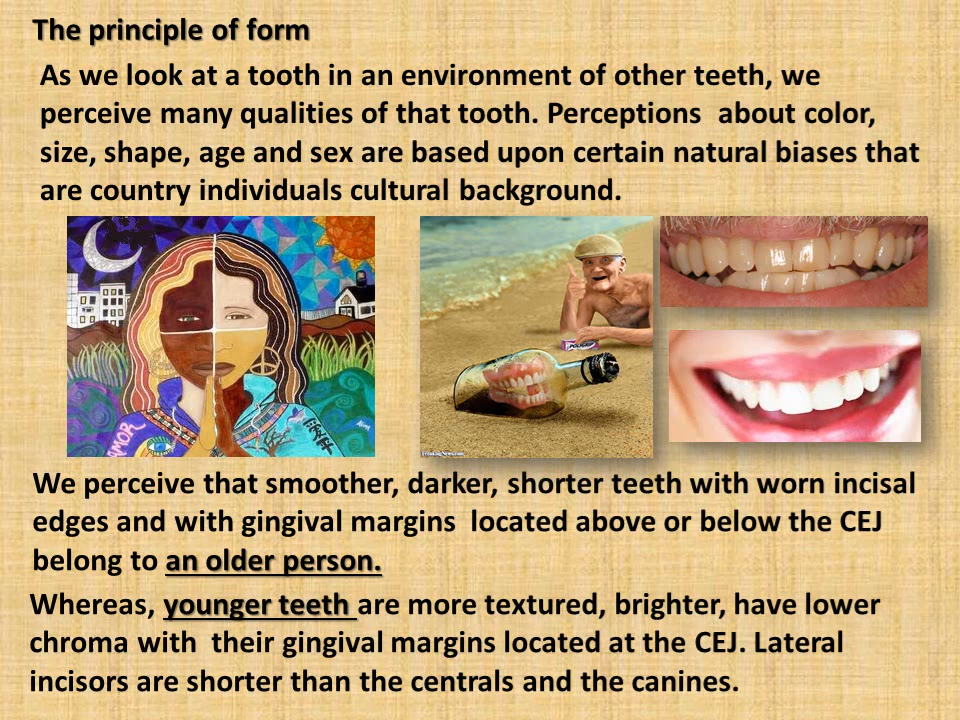 The principle of form
As we look at a tooth in an environment of other teeth, we
perceive many qualities of that tooth. Perceptions about color,
size, shape, age and sex are based upon certain natural biases that
are country individuals cultural background.
AMOR
POLIGRIP
FreakingNews.com
We perceive that smoother, darker, shorter teeth with worn incisal
edges and with gingival margins located above or below the CEJ
belong to an older person.
Whereas, younger teeth are more textured, brighter, have lower
chroma with their gingival margins located at the CEJ. Lateral
incisors are shorter than the centrals and the canines.